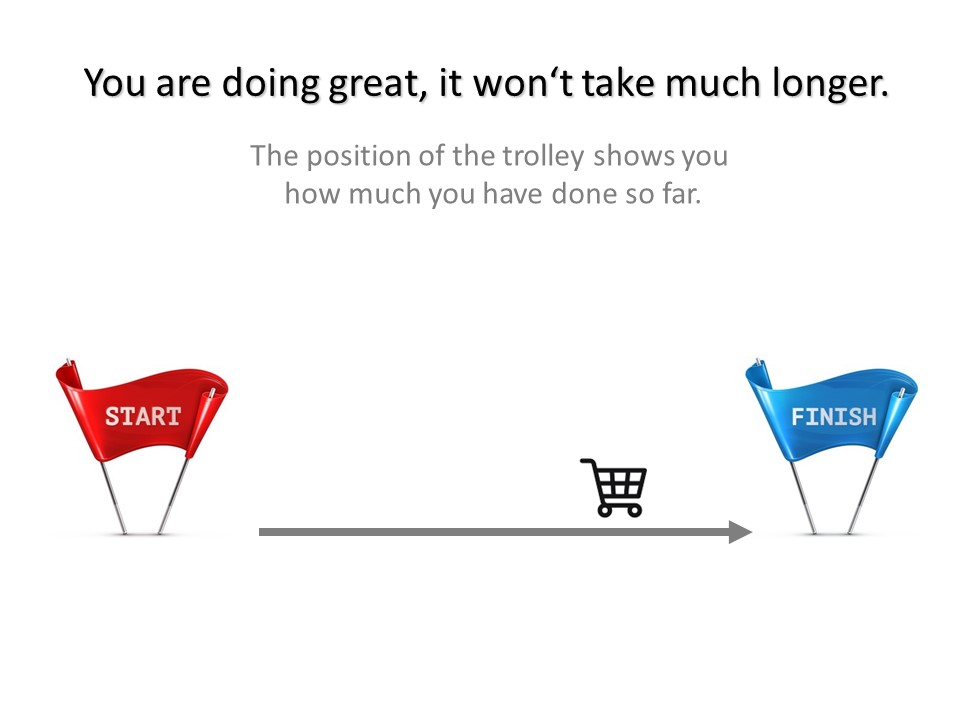 You are doing great, it won‘t take much longer.
The position of the trolley shows you
how much you have done so far.
START
FINISH